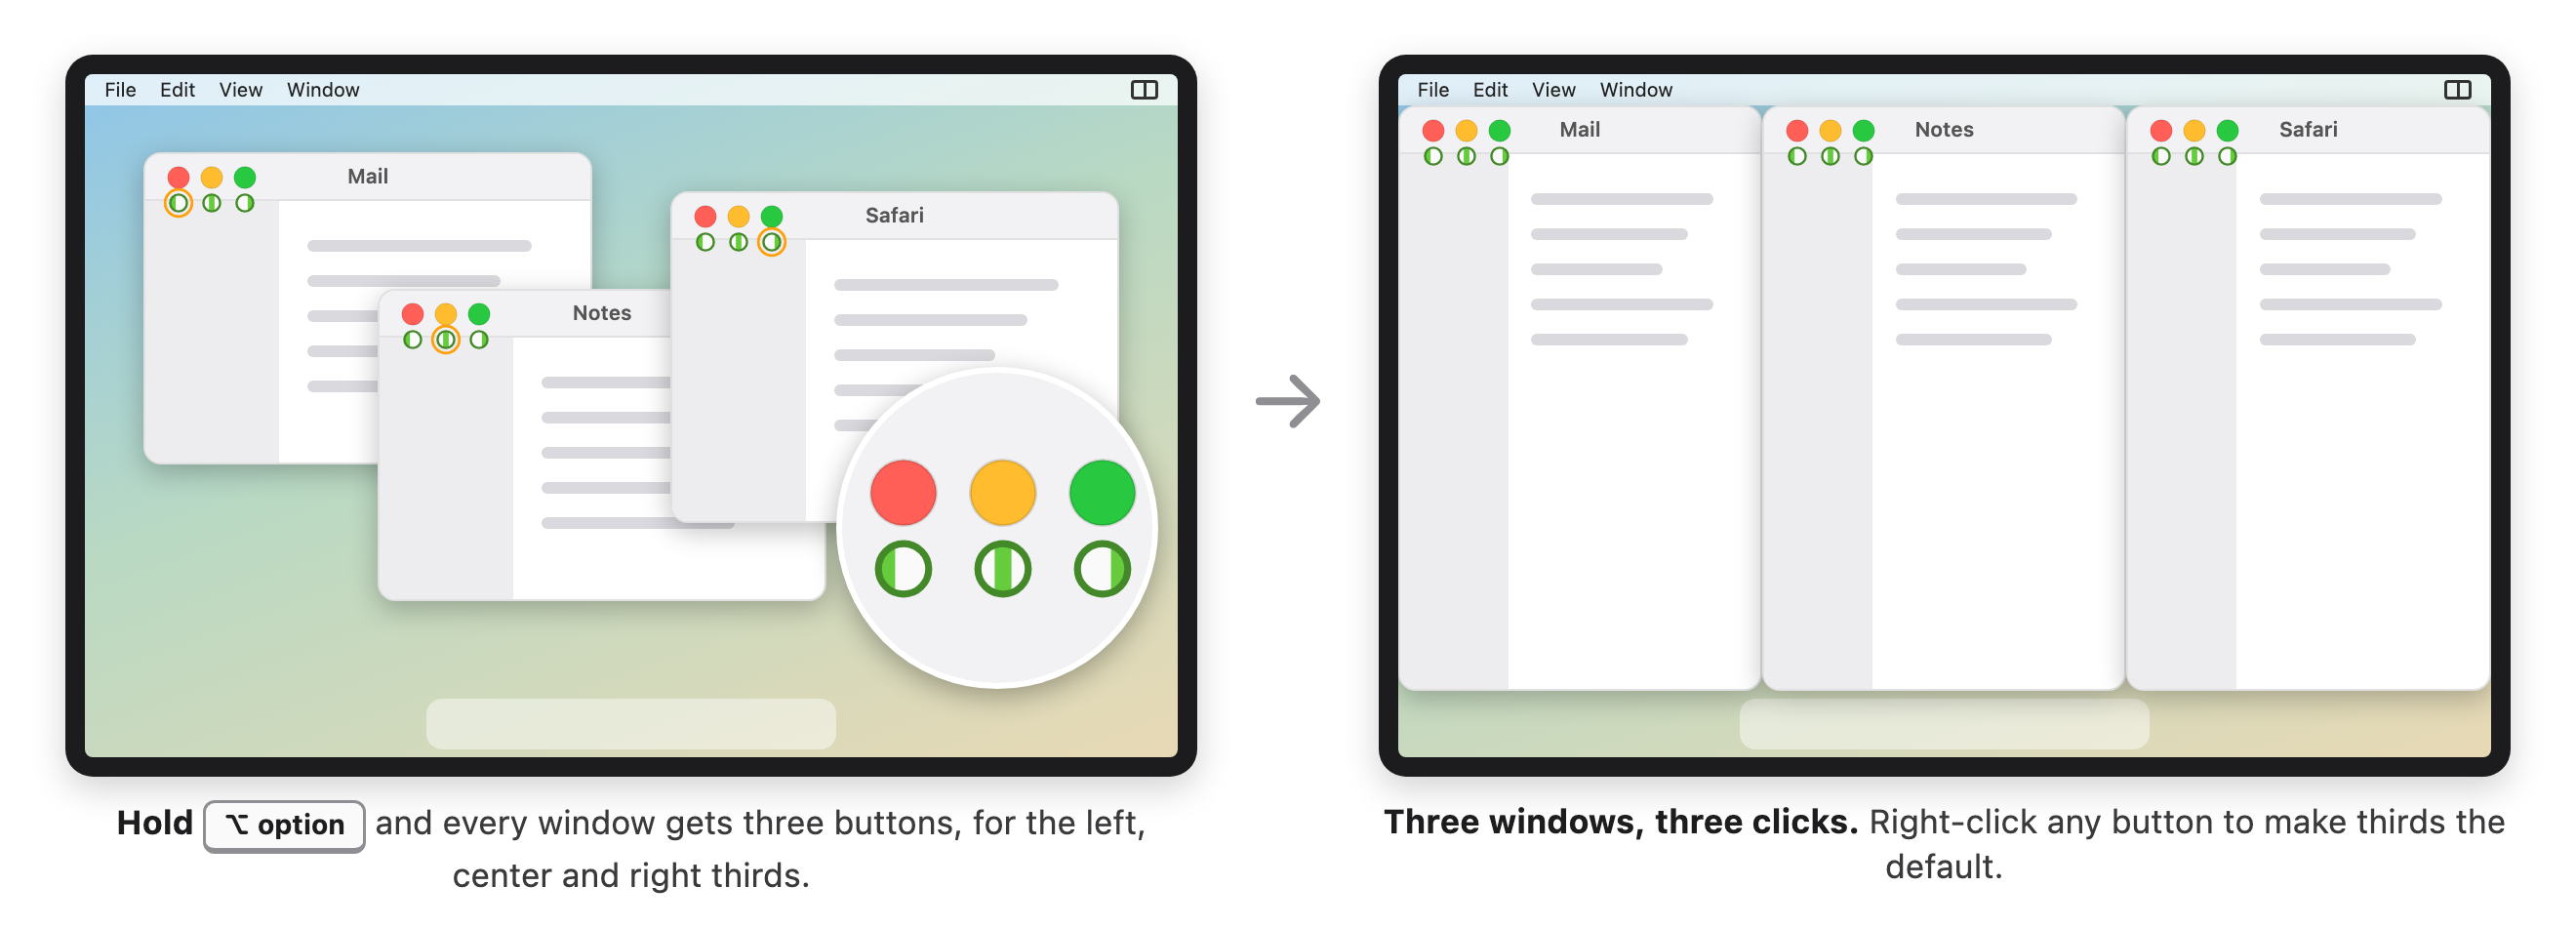 File Edit View Window
Mail
Safari
Notes
Hold ⌥ option and every window gets three buttons, for the left,
center and right thirds.
File Edit View Window
Mail Notes Safari
Three windows, three clicks. Right-click any button to make thirds the
default.